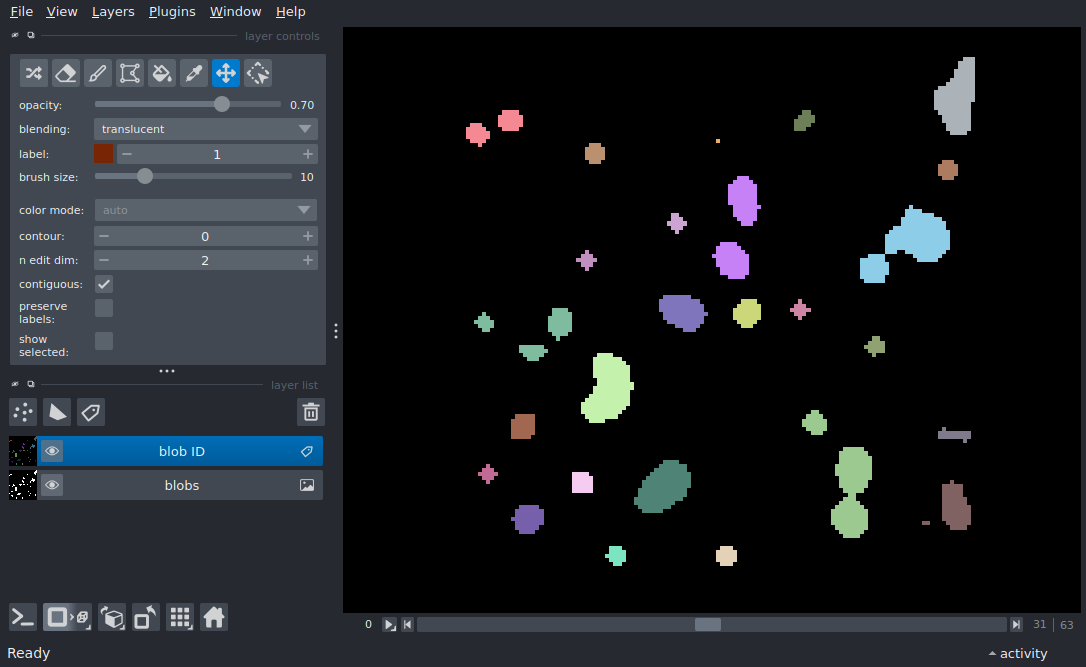 File View Layers Plugins Window Help
layer controls
opacity: 0.70
blending: translucent
label: 1
brush size: 10
color mode: auto
contour: 0
n edit dim: 2
contiguous:
preserve
labels:
show
selected:
layer list
blob ID
blobs
0 31 63
Ready activity